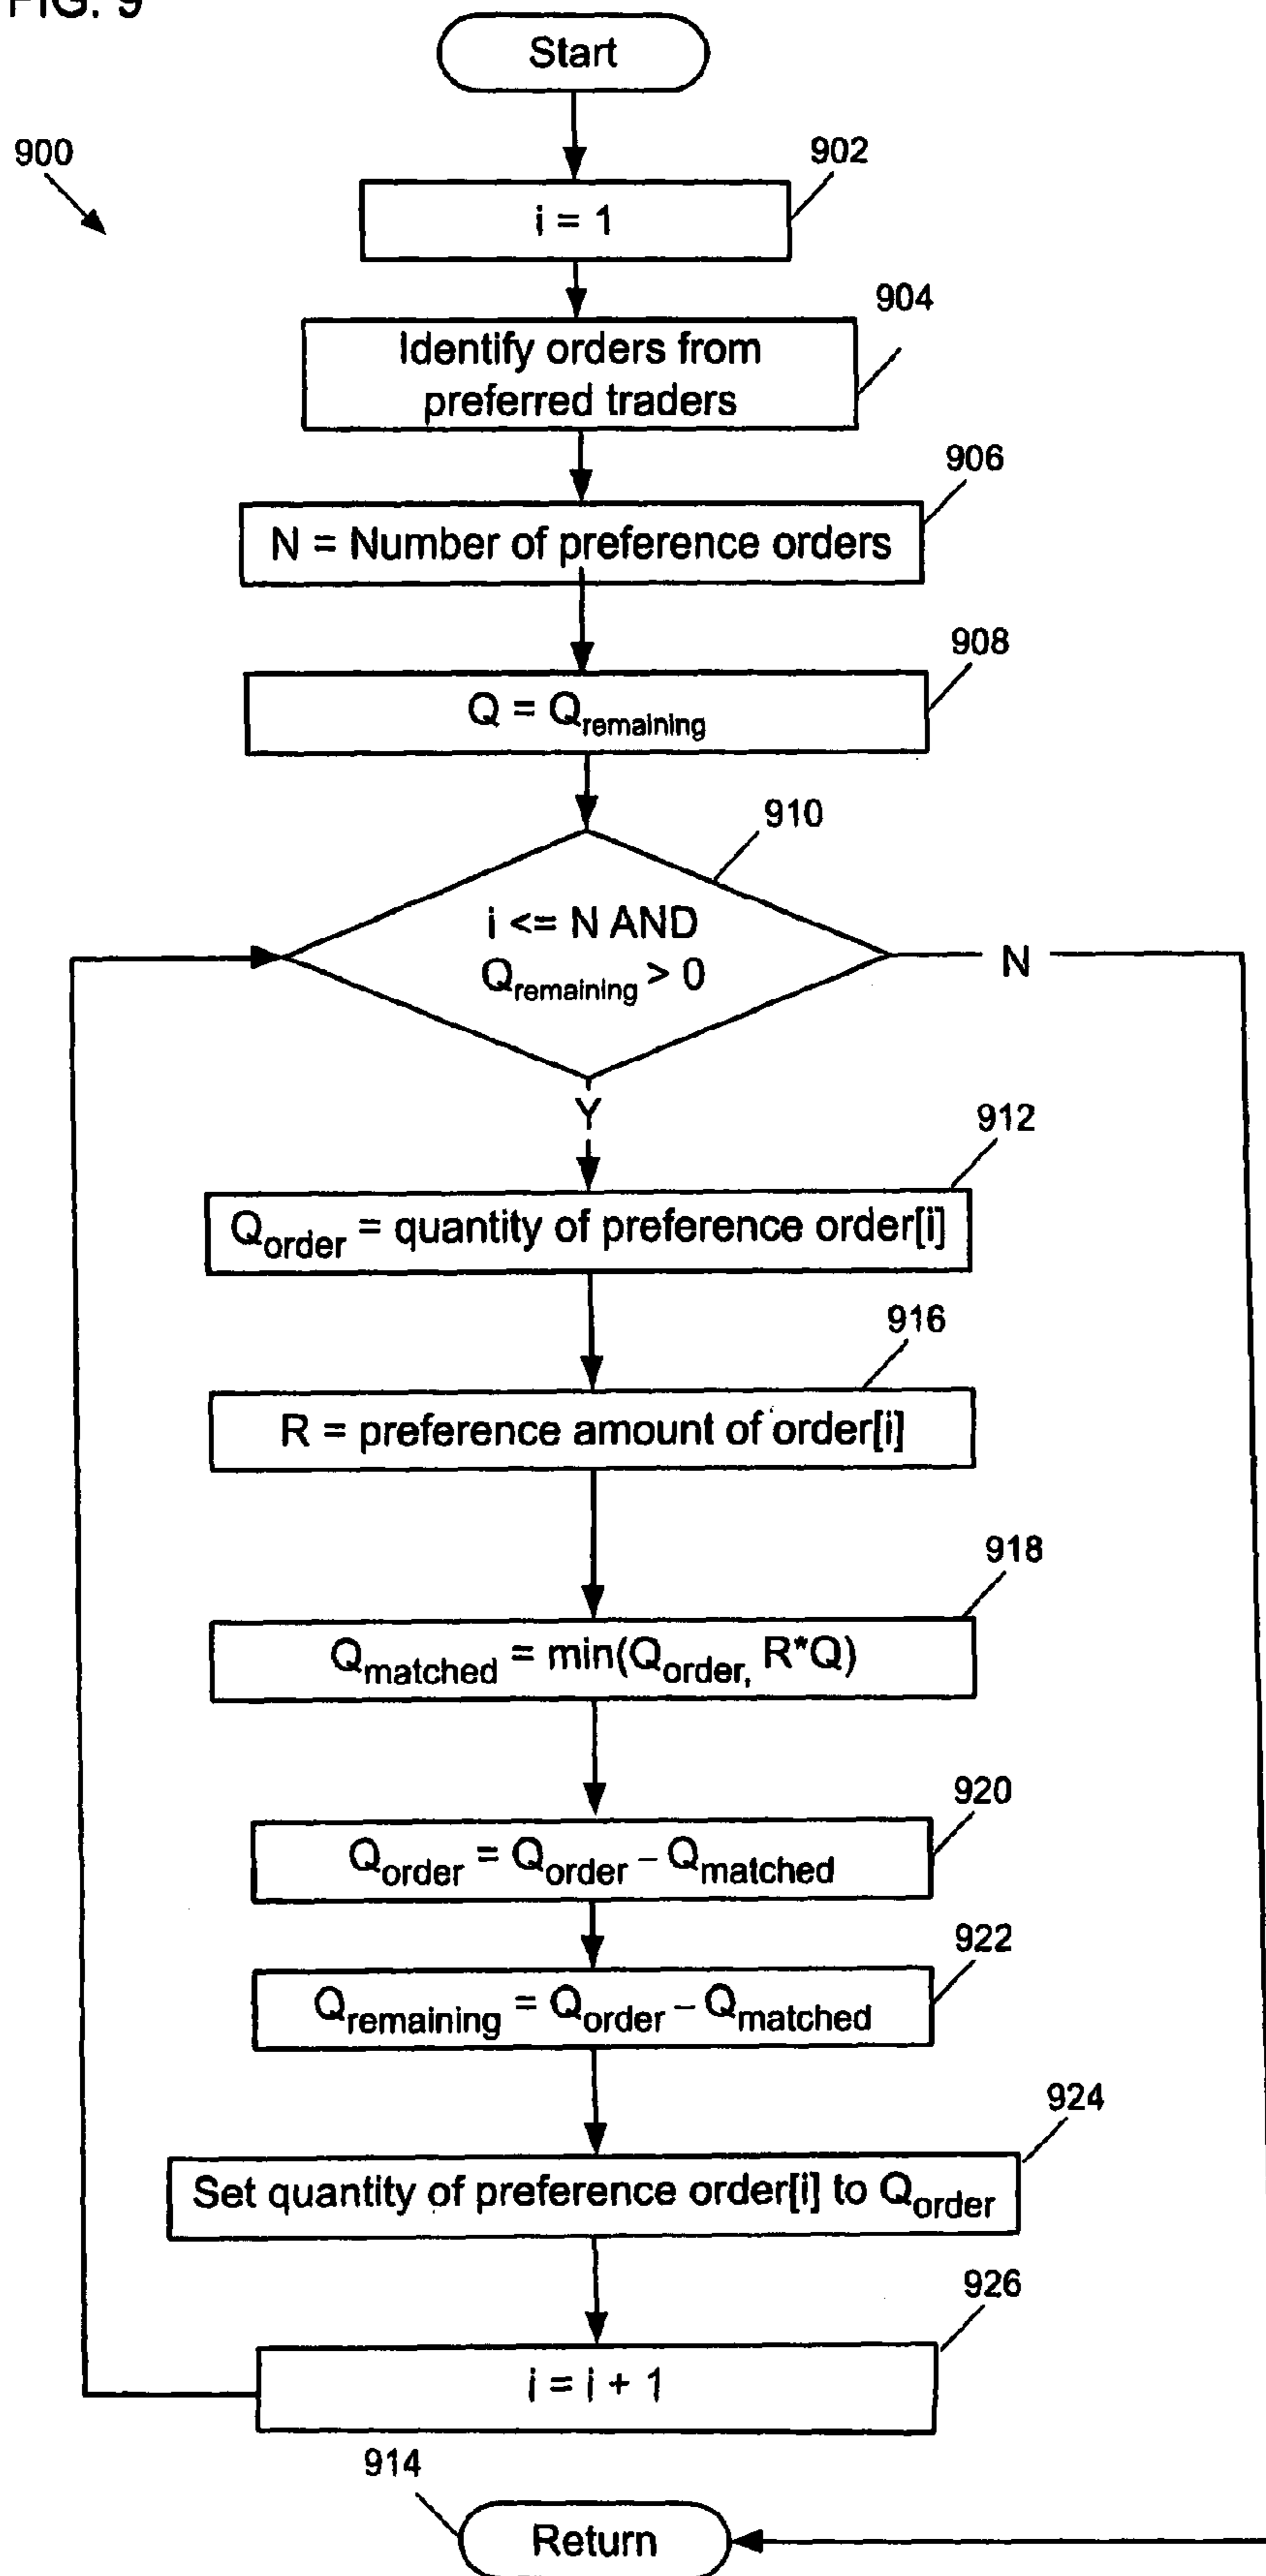 FIG. 9
Start
900
902
i = 1
904
Identify orders from
preferred traders
906
N = Number of preference orders
908
Q = Qremaining
910
i <= N AND
Qremaining > 0
N
Y
912
Qorder = quantity of preference order[i]
916
R = preference amount of order[i]
918
Qmatched = min(Qorder, R*Q)
920
Qorder = Qorder – Qmatched
922
Qremaining = Qorder – Qmatched
924
Set quantity of preference order[i] to Qorder
926
i = i + 1
914
Return